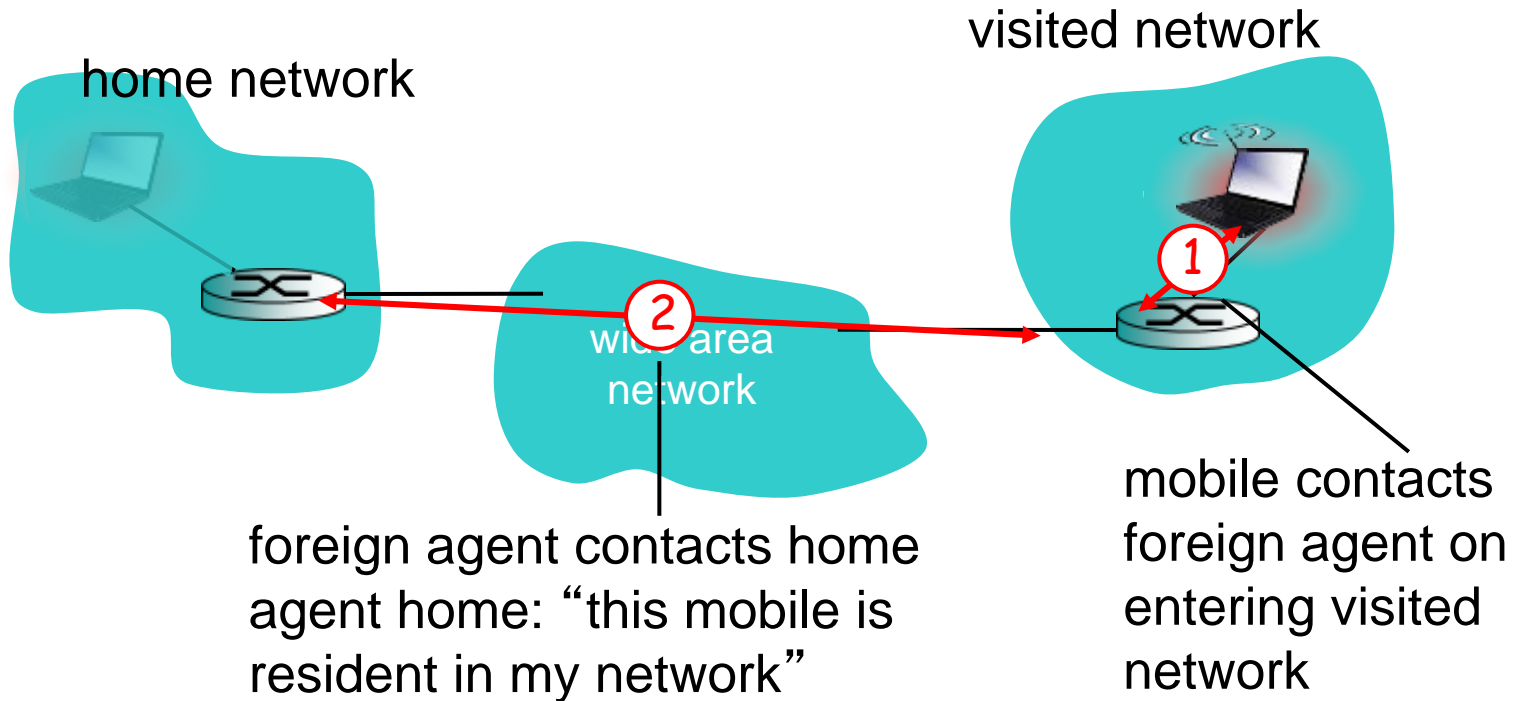 visited network
home network
1
2
wide area
network
foreign agent contacts home
agent home: “this mobile is
resident in my network”
mobile contacts
foreign agent on
entering visited
network